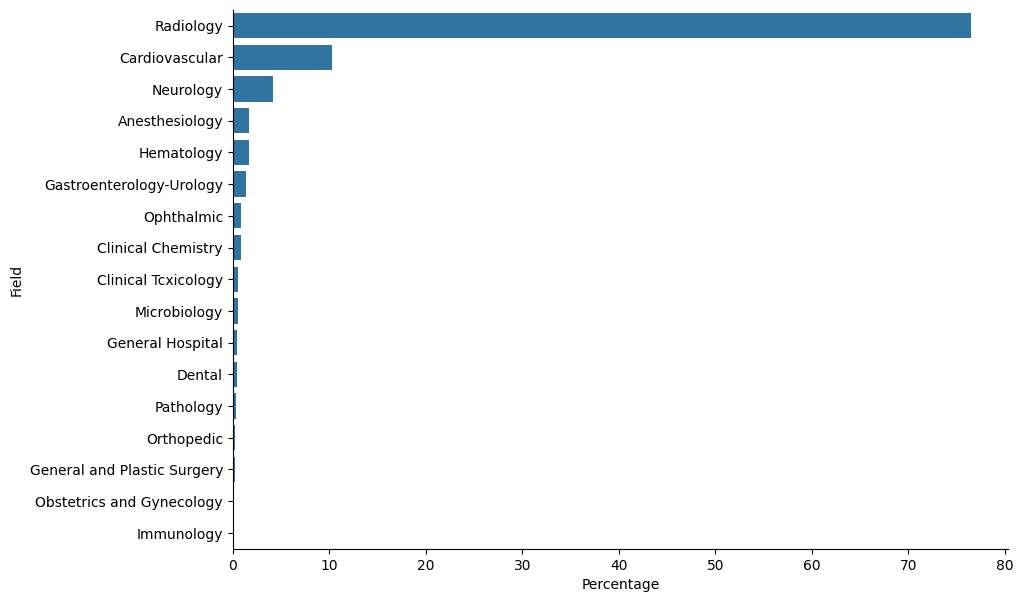 Radiology
Cardiovascular
Neurology
Anesthesiology
Hematology
Gastroenterology-Urology
Ophthalmic
Clinical Chemistry
Clinical Tcxicology
Microbiology
General Hospital
Dental
Pathology
Orthopedic
General and Plastic Surgery
Obstetrics and Gynecology
Immunology
Field
0 10 20 30 40 50 60 70 80
Percentage